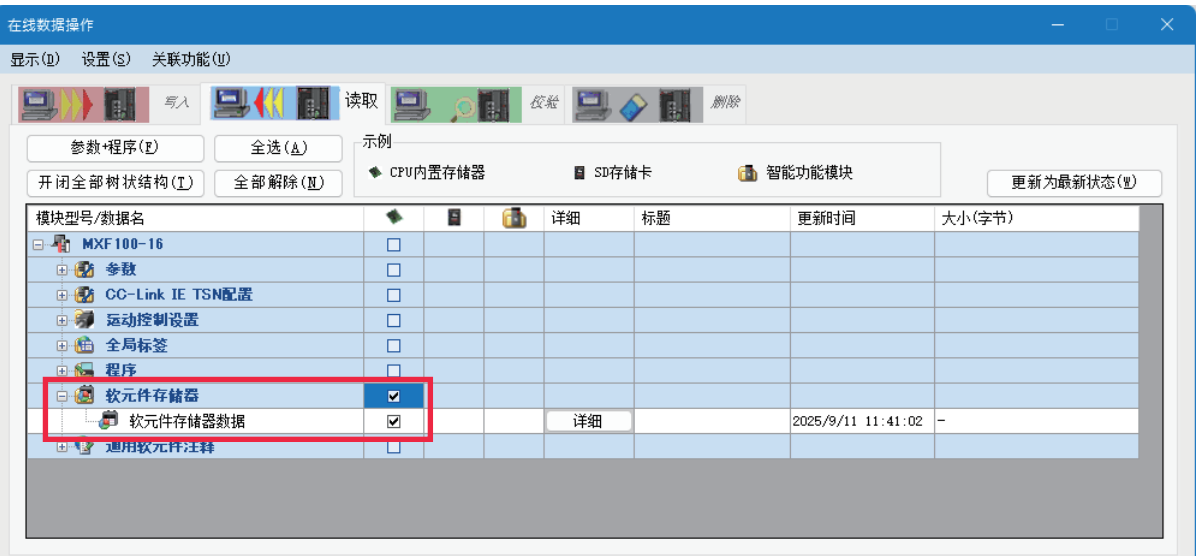 在线数据操作
显示(D) 设置(S) 关联功能(U)
写入 读取 校验 删除
参数+程序(F) 全选(A) 示例
CPU内置存储器 SD存储卡 智能功能模块
开闭全部树状结构(T) 全部解除(N) 更新为最新状态(W)
模块型号/数据名 详细 标题 更新时间 大小(字节)
MXF100-16
参数
CC-Link IE TSN配置
运动控制设置
全局标签
程序
软元件存储器
软元件存储器数据 详细 2025/9/11 11:41:02 -
通用软元件注释